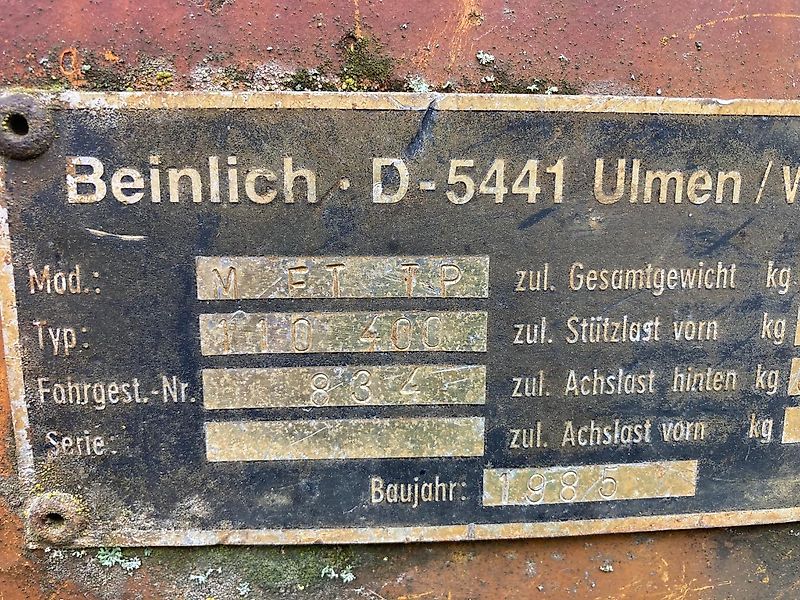 Beinlich · D-5441 Ulmen /
Mod.: M FT TP zul. Gesamtgewicht kg
Typ: 110 400 zul. Stützlast vorn kg
Fahrgest.-Nr. 834 zul. Achslast hinten kg
Serie: zul. Achslast vorn kg
Baujahr: 1985